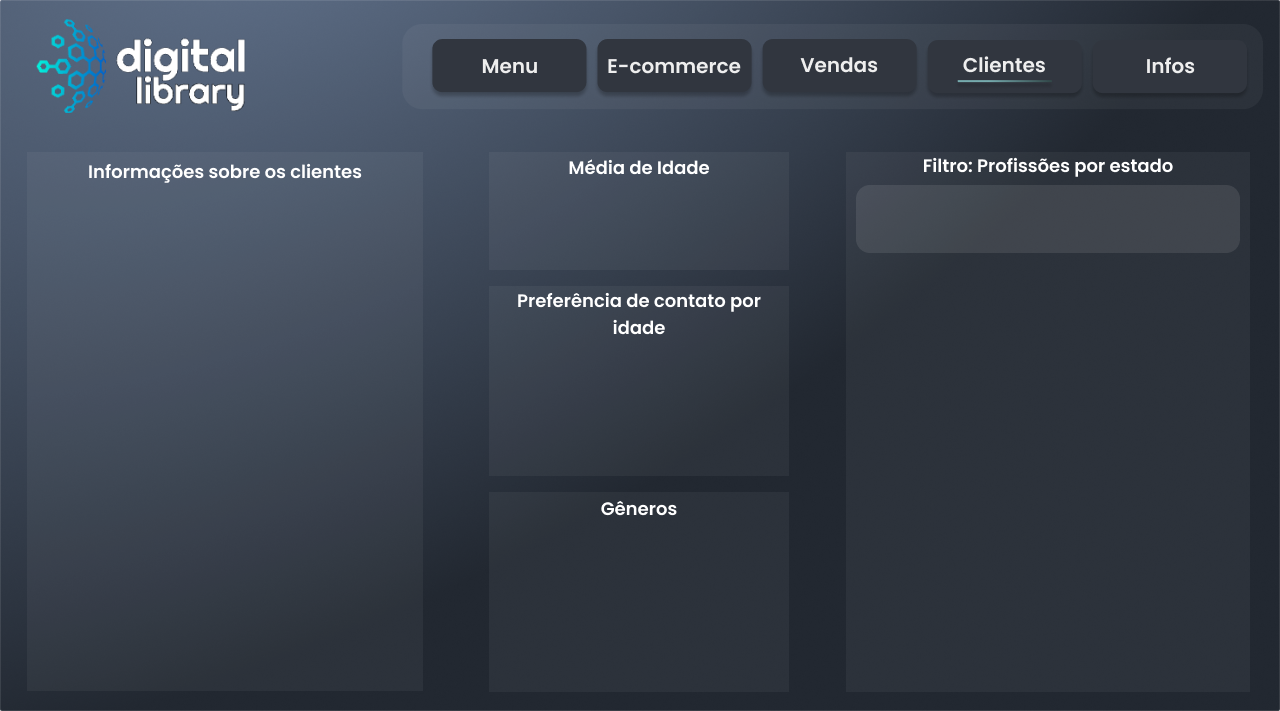 digital
library
Menu
E-commerce
Vendas
Clientes
Infos
Informações sobre os clientes
Média de Idade
Preferência de contato por
idade
Gêneros
Filtro: Profissões por estado